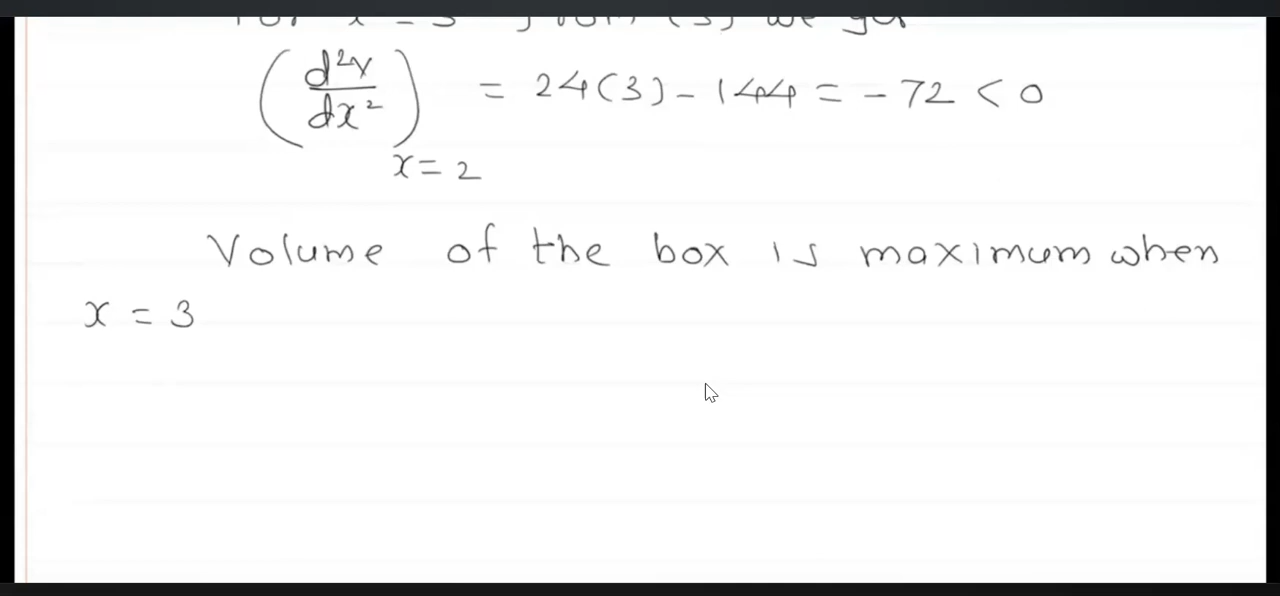 (d²V/dx²) x=2 = 24(3) - 144 = - 72 < 0
Volume of the box is maximum when
x = 3